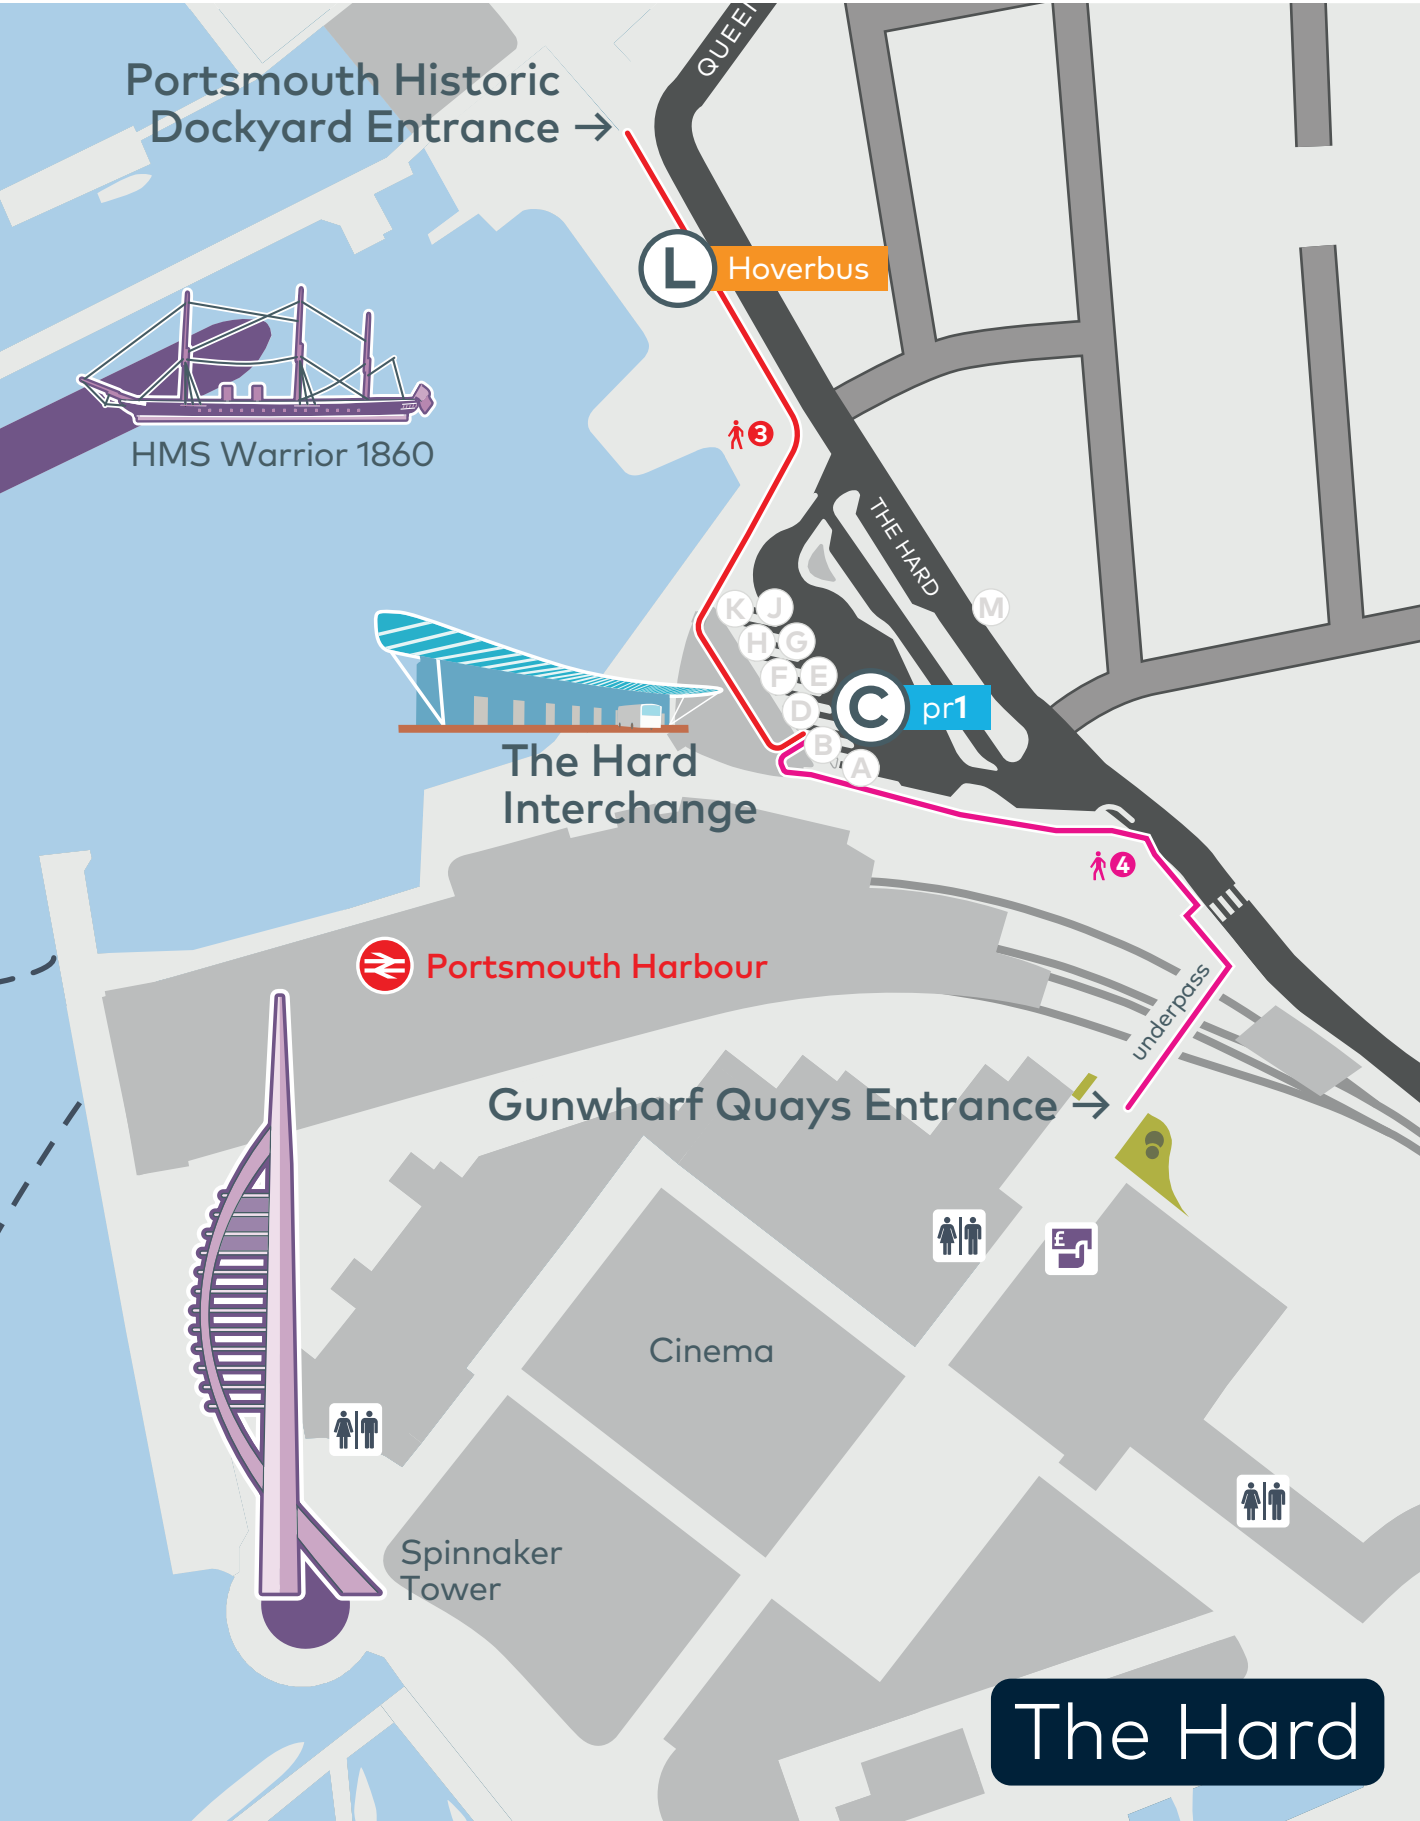 QUEEN
Portsmouth Historic
Dockyard Entrance →
L
Hoverbus
HMS Warrior 1860
3
THE HARD
K
J
M
H
G
F
E
C
pr1
D
B
A
The Hard
Interchange
4
Portsmouth Harbour
underpass
Gunwharf Quays Entrance →
£
Cinema
Spinnaker
Tower
The Hard